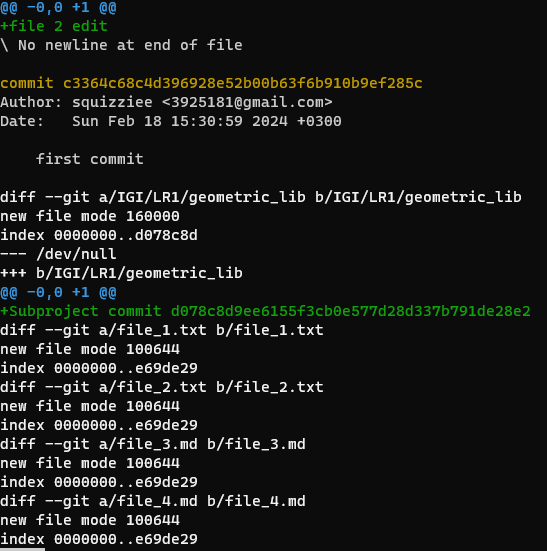 @@ -0,0 +1 @@
+file 2 edit
\ No newline at end of file
commit c3364c68c4d396928e52b00b63f6b910b9ef285c
Author: squizziee <3925181@gmail.com>
Date:   Sun Feb 18 15:30:59 2024 +0300
first commit
diff --git a/IGI/LR1/geometric_lib b/IGI/LR1/geometric_lib
new file mode 160000
index 0000000..d078c8d
--- /dev/null
+++ b/IGI/LR1/geometric_lib
@@ -0,0 +1 @@
+Subproject commit d078c8d9ee6155f3cb0e577d28d337b791de28e2
diff --git a/file_1.txt b/file_1.txt
new file mode 100644
index 0000000..e69de29
diff --git a/file_2.txt b/file_2.txt
new file mode 100644
index 0000000..e69de29
diff --git a/file_3.md b/file_3.md
new file mode 100644
index 0000000..e69de29
diff --git a/file_4.md b/file_4.md
new file mode 100644
index 0000000..e69de29